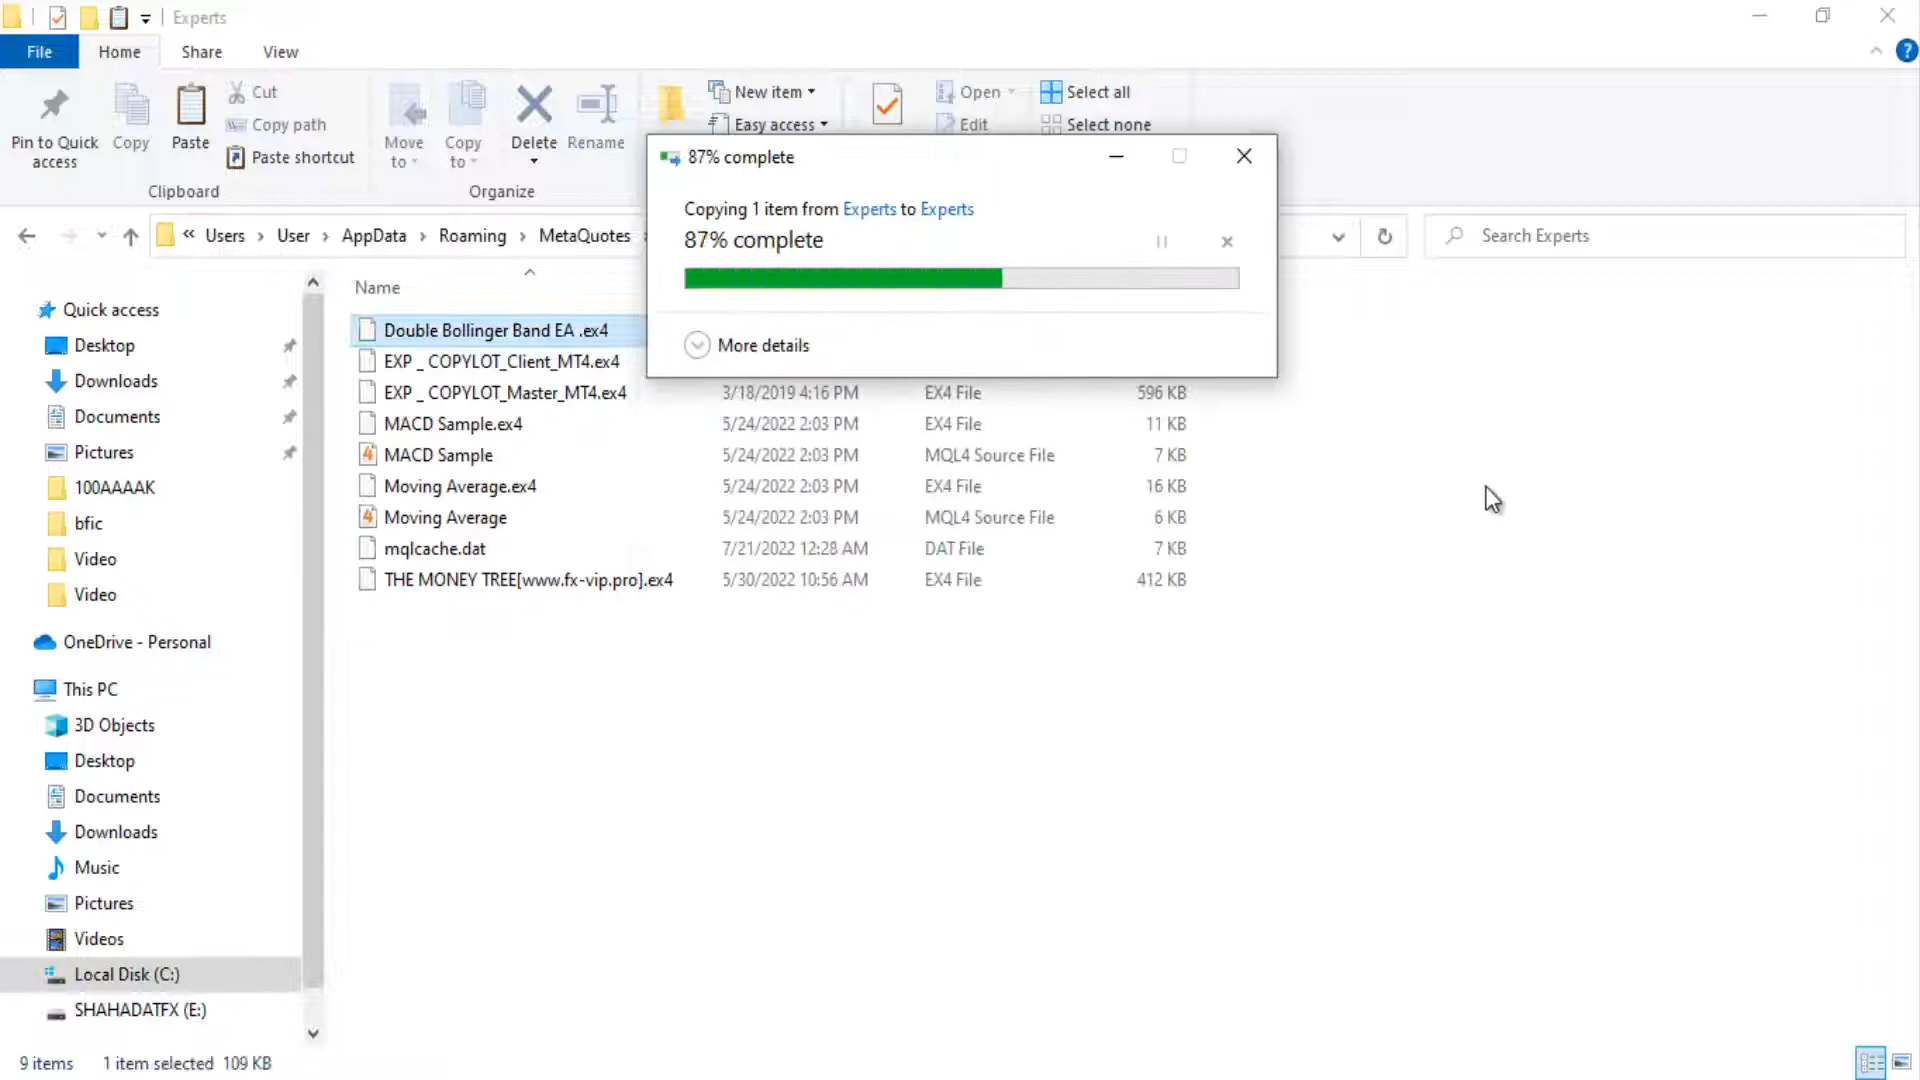 Experts
File Home Share View
Pin to Quick access
Copy
Paste
Cut
Copy path
Paste shortcut
Clipboard
Move to
Copy to
Delete
Rename
Organize
New item
Easy access
Open
Edit
Select all
Select none
87% complete
Copying 1 item from Experts to Experts
87% complete
More details
« Users › User › AppData › Roaming › MetaQuotes
Search Experts
Name
Double Bollinger Band EA .ex4
EXP _ COPYLOT_Client_MT4.ex4
EXP _ COPYLOT_Master_MT4.ex4 3/18/2019 4:16 PM EX4 File 596 KB
MACD Sample.ex4 5/24/2022 2:03 PM EX4 File 11 KB
MACD Sample 5/24/2022 2:03 PM MQL4 Source File 7 KB
Moving Average.ex4 5/24/2022 2:03 PM EX4 File 16 KB
Moving Average 5/24/2022 2:03 PM MQL4 Source File 6 KB
mqlcache.dat 7/21/2022 12:28 AM DAT File 7 KB
THE MONEY TREE[www.fx-vip.pro].ex4 5/30/2022 10:56 AM EX4 File 412 KB
Quick access
Desktop
Downloads
Documents
Pictures
100AAAAK
bfic
Video
Video
OneDrive - Personal
This PC
3D Objects
Desktop
Documents
Downloads
Music
Pictures
Videos
Local Disk (C:)
SHAHADATFX (E:)
9 items 1 item selected 109 KB